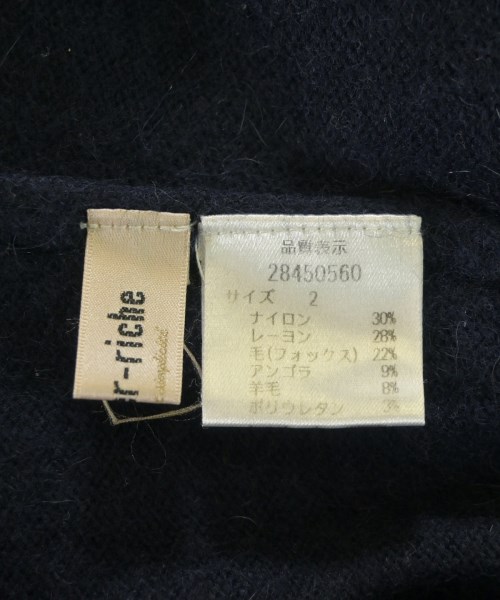 ar-riche
品質表示
28450560
サイズ 2
ナイロン 30%
レーヨン 28%
毛(フォックス) 22%
アンゴラ 9%
羊毛 8%
ポリウレタン 3%